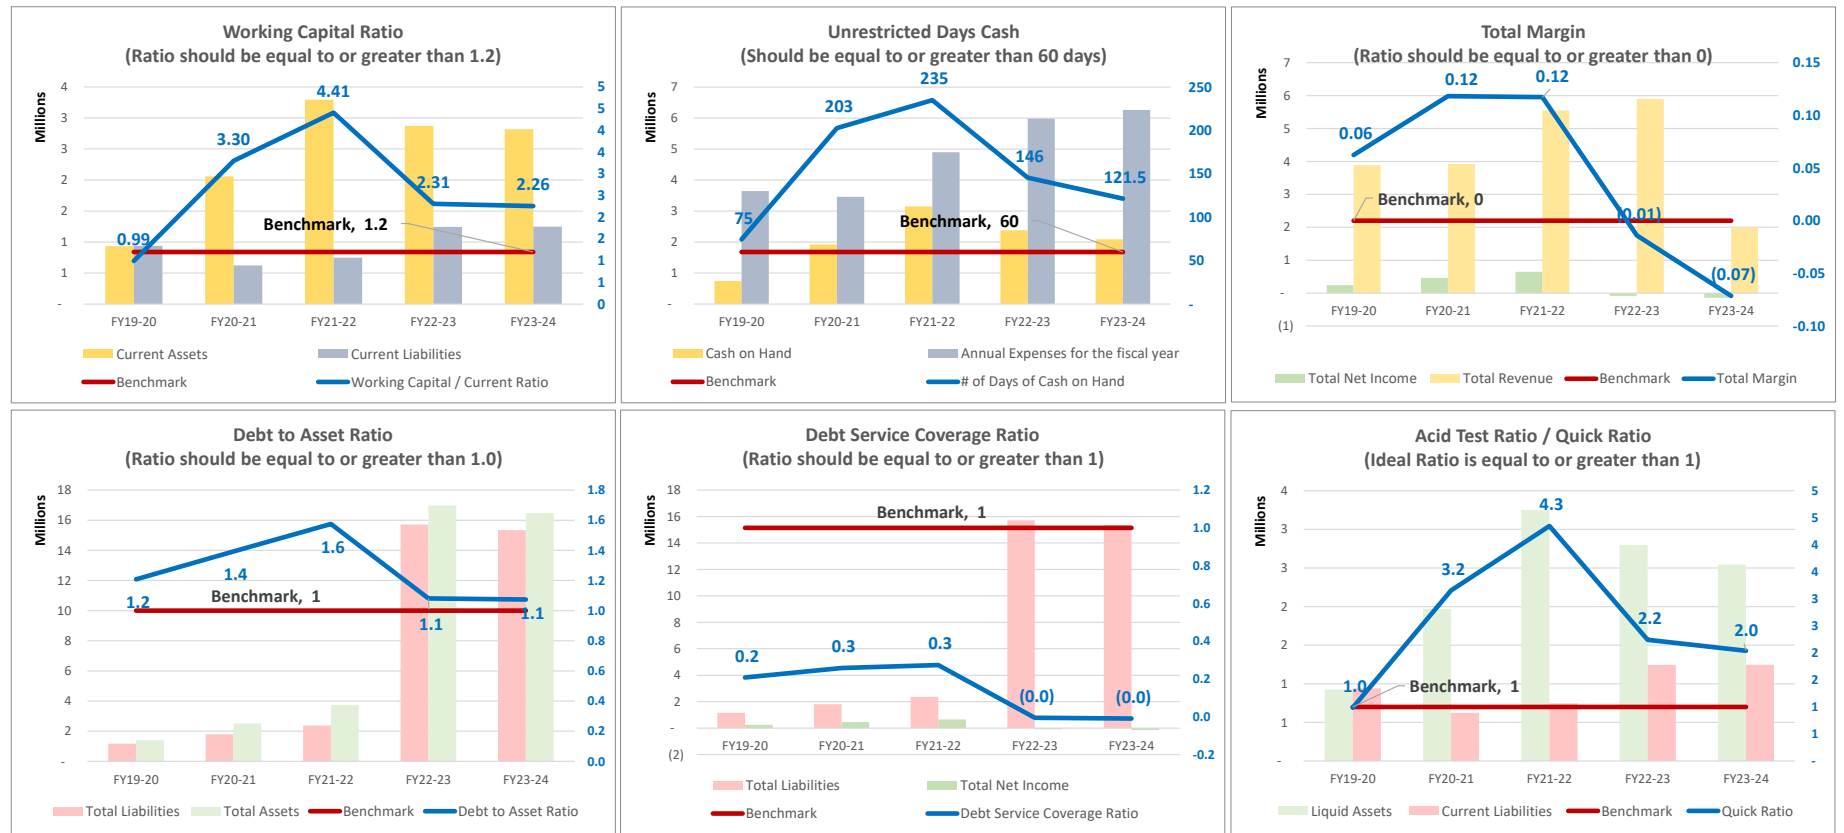 Working Capital Ratio
(Ratio should be equal to or greater than 1.2)
Millions
4
3
3
2
2
1
1
-
5
5
4
4
3
3
2
2
1
1
0
0.99
3.30
4.41
2.31
2.26
Benchmark, 1.2
FY19-20
FY20-21
FY21-22
FY22-23
FY23-24
Current Assets
Current Liabilities
Benchmark
Working Capital / Current Ratio
Unrestricted Days Cash
(Should be equal to or greater than 60 days)
Millions
7
6
5
4
3
2
1
-
250
200
150
100
50
-
75
203
235
146
121.5
Benchmark, 60
FY19-20
FY20-21
FY21-22
FY22-23
FY23-24
Cash on Hand
Annual Expenses for the fiscal year
Benchmark
# of Days of Cash on Hand
Total Margin
(Ratio should be equal to or greater than 0)
Millions
7
6
5
4
3
2
1
-
(1)
0.15
0.10
0.05
0.00
-0.05
-0.10
0.06
0.12
0.12
(0.01)
(0.07)
Benchmark, 0
FY19-20
FY20-21
FY21-22
FY22-23
FY23-24
Total Net Income
Total Revenue
Benchmark
Total Margin
Debt to Asset Ratio
(Ratio should be equal to or greater than 1.0)
Millions
18
16
14
12
10
8
6
4
2
-
1.8
1.6
1.4
1.2
1.0
0.8
0.6
0.4
0.2
0.0
1.2
1.4
1.6
1.1
1.1
Benchmark, 1
FY19-20
FY20-21
FY21-22
FY22-23
FY23-24
Total Liabilities
Total Assets
Benchmark
Debt to Asset Ratio
Debt Service Coverage Ratio
(Ratio should be equal to or greater than 1)
Millions
18
16
14
12
10
8
6
4
2
-
(2)
1.2
1.0
0.8
0.6
0.4
0.2
0.0
-0.2
0.2
0.3
0.3
(0.0)
(0.0)
Benchmark, 1
FY19-20
FY20-21
FY21-22
FY22-23
FY23-24
Total Liabilities
Total Net Income
Benchmark
Debt Service Coverage Ratio
Acid Test Ratio / Quick Ratio
(Ideal Ratio is equal to or greater than 1)
Millions
4
3
3
2
2
1
1
-
5
5
4
4
3
3
2
2
1
1
-
1.0
3.2
4.3
2.2
2.0
Benchmark, 1
FY19-20
FY20-21
FY21-22
FY22-23
FY23-24
Liquid Assets
Current Liabilities
Benchmark
Quick Ratio